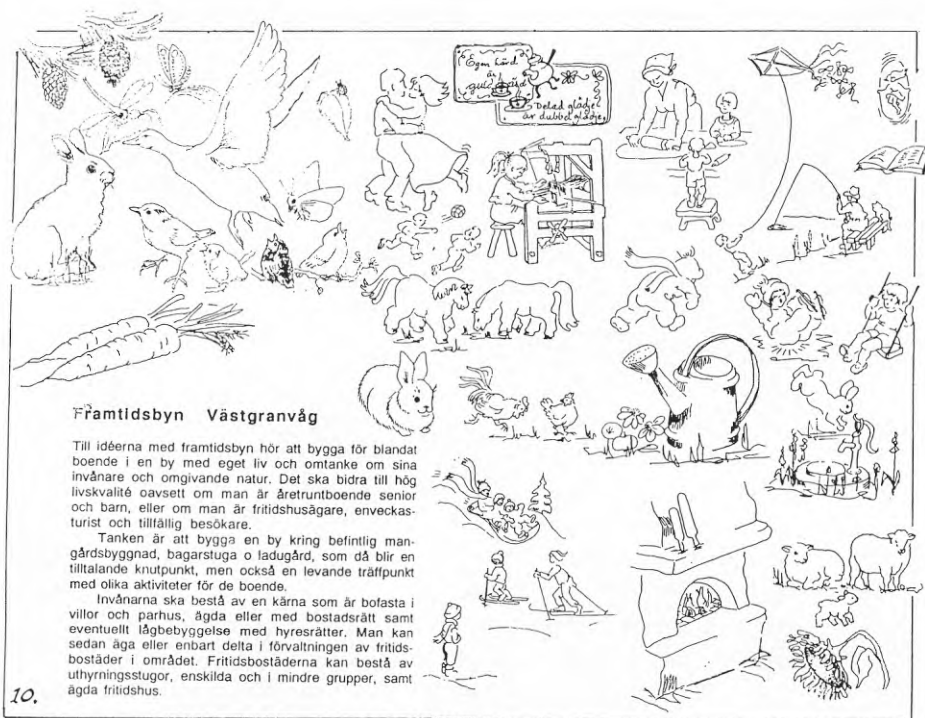 Egen härd
är
guld värd
Delad glädje
är dubbel glädje
Framtidsbyn Västgranvåg
Till idéerna med framtidsbyn hör att bygga för blandat
boende i en by med eget liv och omtanke om sina
invånare och omgivande natur. Det ska bidra till hög
livskvalité oavsett om man är åretruntboende senior
och barn, eller om man är fritidshusägare, enveckas-
turist och tillfällig besökare.
Tanken är att bygga en by kring befintlig man-
gårdsbyggnad, bagarstuga o ladugård, som då blir en
tilltalande knutpunkt, men också en levande träffpunkt
med olika aktiviteter för de boende.
Invånarna ska bestå av en kärna som är bofasta i
villor och parhus, ägda eller med bostadsrätt samt
eventuellt lågbebyggelse med hyresrätter. Man kan
sedan äga eller enbart delta i förvaltningen av fritids-
bostäder i området. Fritidsbostäderna kan bestå av
uthyrningsstugor, enskilda och i mindre grupper, samt
ägda fritidshus.
10.